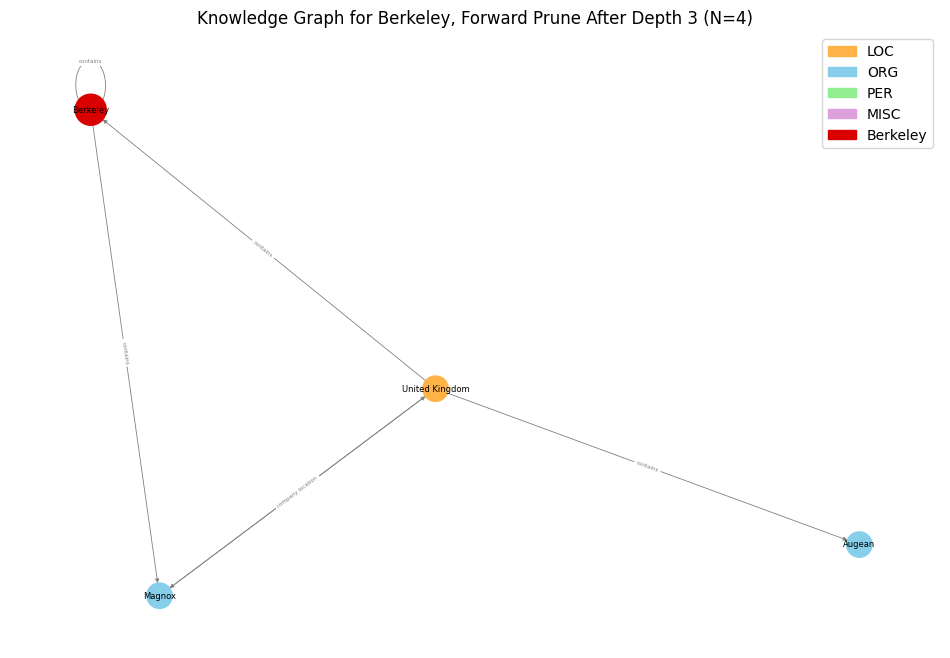 Knowledge Graph for Berkeley, Forward Prune After Depth 3 (N=4)
LOC
ORG
PER
MISC
Berkeley
contains
Berkeley
contains
contains
United Kingdom
contains
company location
Augean
Magnox